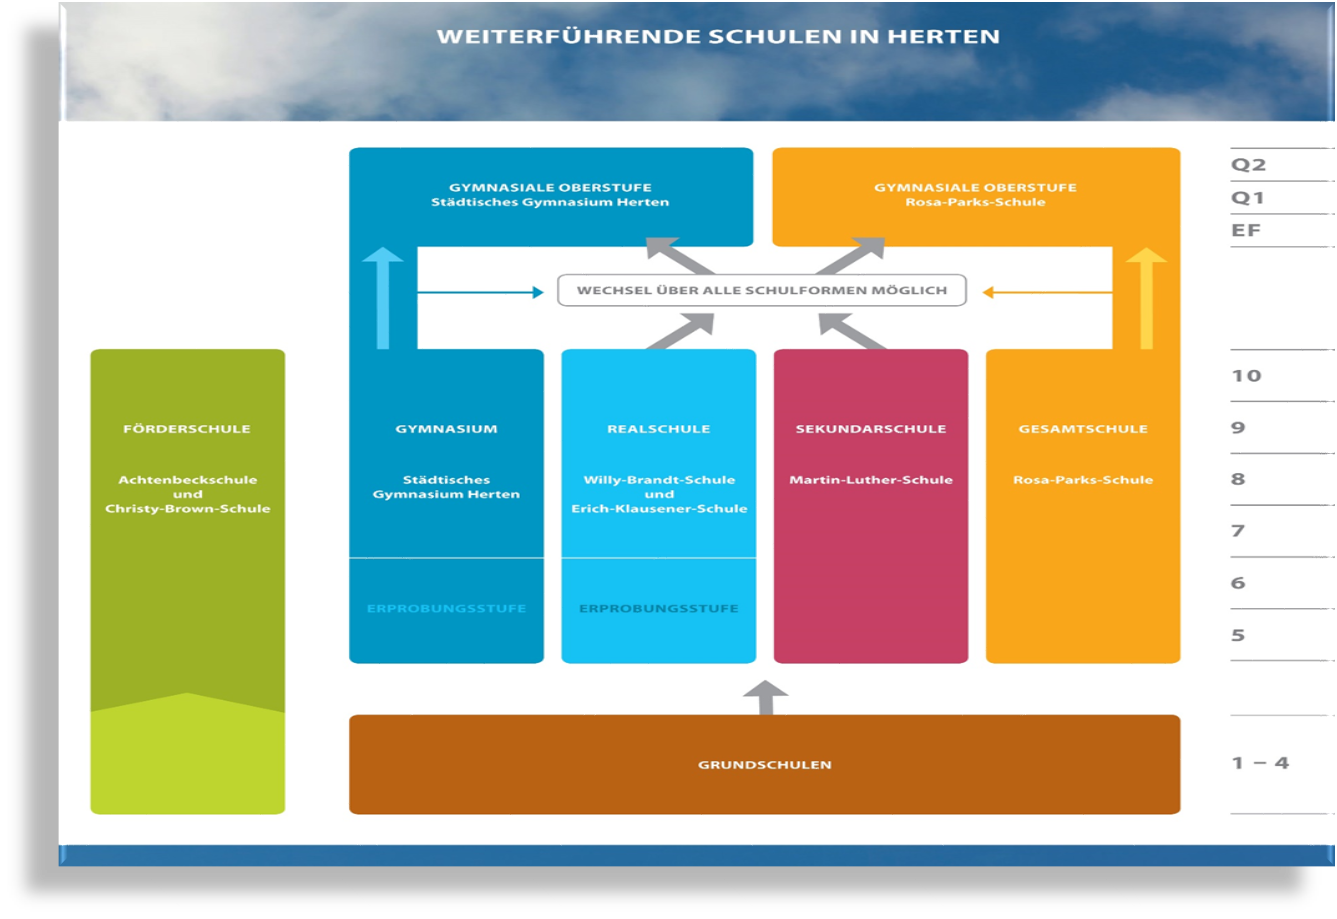 WEITERFÜHRENDE SCHULEN IN HERTEN
GYMNASIALE OBERSTUFE
Städtisches Gymnasium Herten
GYMNASIALE OBERSTUFE
Rosa-Parks-Schule
Q2
Q1
EF
WECHSEL ÜBER ALLE SCHULFORMEN MÖGLICH
FÖRDERSCHULE
Achtenbeckschule
und
Christy-Brown-Schule
GYMNASIUM
Städtisches
Gymnasium Herten
ERPROBUNGSSTUFE
REALSCHULE
Willy-Brandt-Schule
und
Erich-Klausener-Schule
ERPROBUNGSSTUFE
SEKUNDARSCHULE
Martin-Luther-Schule
GESAMTSCHULE
Rosa-Parks-Schule
10
9
8
7
6
5
GRUNDSCHULEN
1 – 4